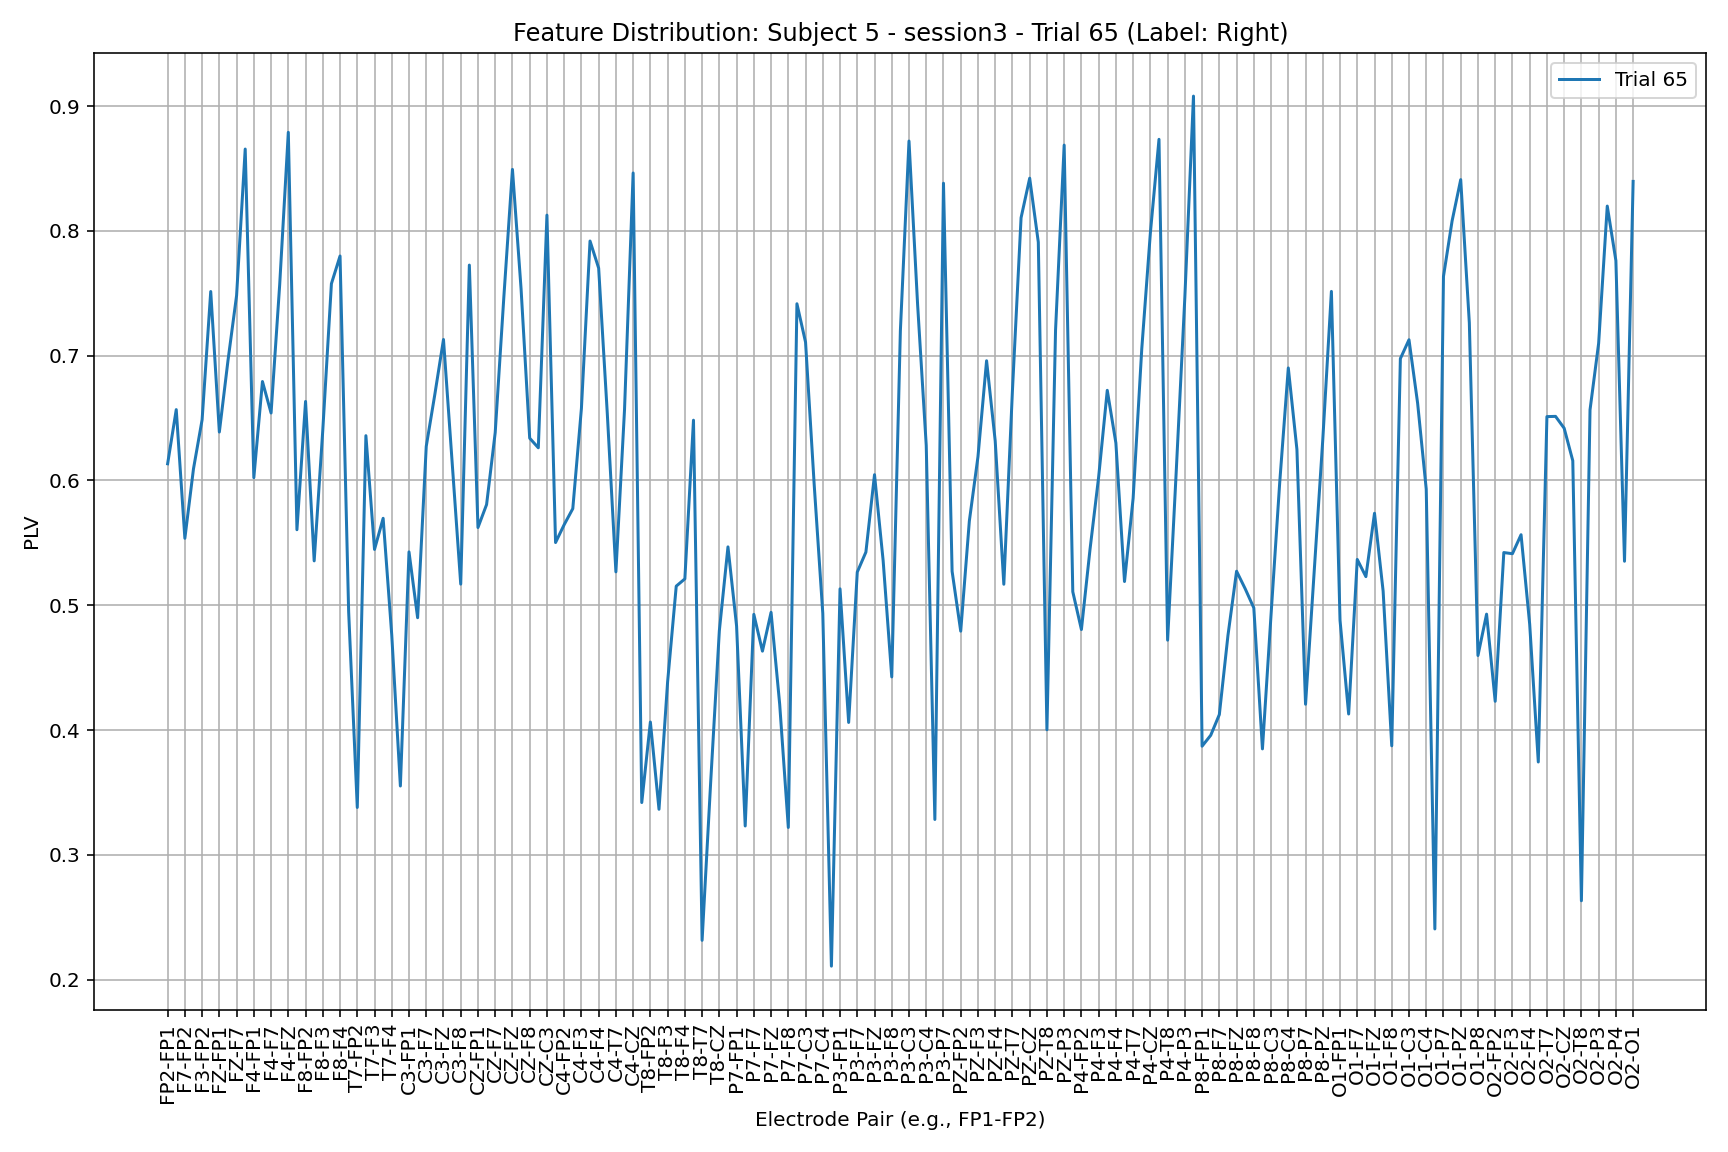 Feature Distribution: Subject 5 - session3 - Trial 65 (Label: Right)
Trial 65
PLV
0.9
0.8
0.7
0.6
0.5
0.4
0.3
0.2
FP2-FP1
F7-FP2
F3-FP2
FZ-FP1
FZ-F7
F4-FP1
F4-F7
F4-FZ
F8-FP2
F8-F3
F8-F4
T7-FP2
T7-F3
T7-F4
C3-FP1
C3-F7
C3-FZ
C3-F8
CZ-FP1
CZ-F7
CZ-FZ
CZ-F8
CZ-C3
C4-FP2
C4-F3
C4-F4
C4-T7
C4-CZ
T8-FP2
T8-F3
T8-F4
T8-T7
T8-CZ
P7-FP1
P7-F7
P7-FZ
P7-F8
P7-C3
P7-C4
P3-FP1
P3-F7
P3-FZ
P3-F8
P3-C3
P3-C4
P3-P7
PZ-FP2
PZ-F3
PZ-F4
PZ-T7
PZ-CZ
PZ-T8
PZ-P3
P4-FP2
P4-F3
P4-F4
P4-T7
P4-CZ
P4-T8
P4-P3
P8-FP1
P8-F7
P8-FZ
P8-F8
P8-C3
P8-C4
P8-P7
P8-PZ
O1-FP1
O1-F7
O1-FZ
O1-F8
O1-C3
O1-C4
O1-P7
O1-PZ
O1-P8
O2-FP2
O2-F3
O2-F4
O2-T7
O2-CZ
O2-T8
O2-P3
O2-P4
O2-O1
Electrode Pair (e.g., FP1-FP2)